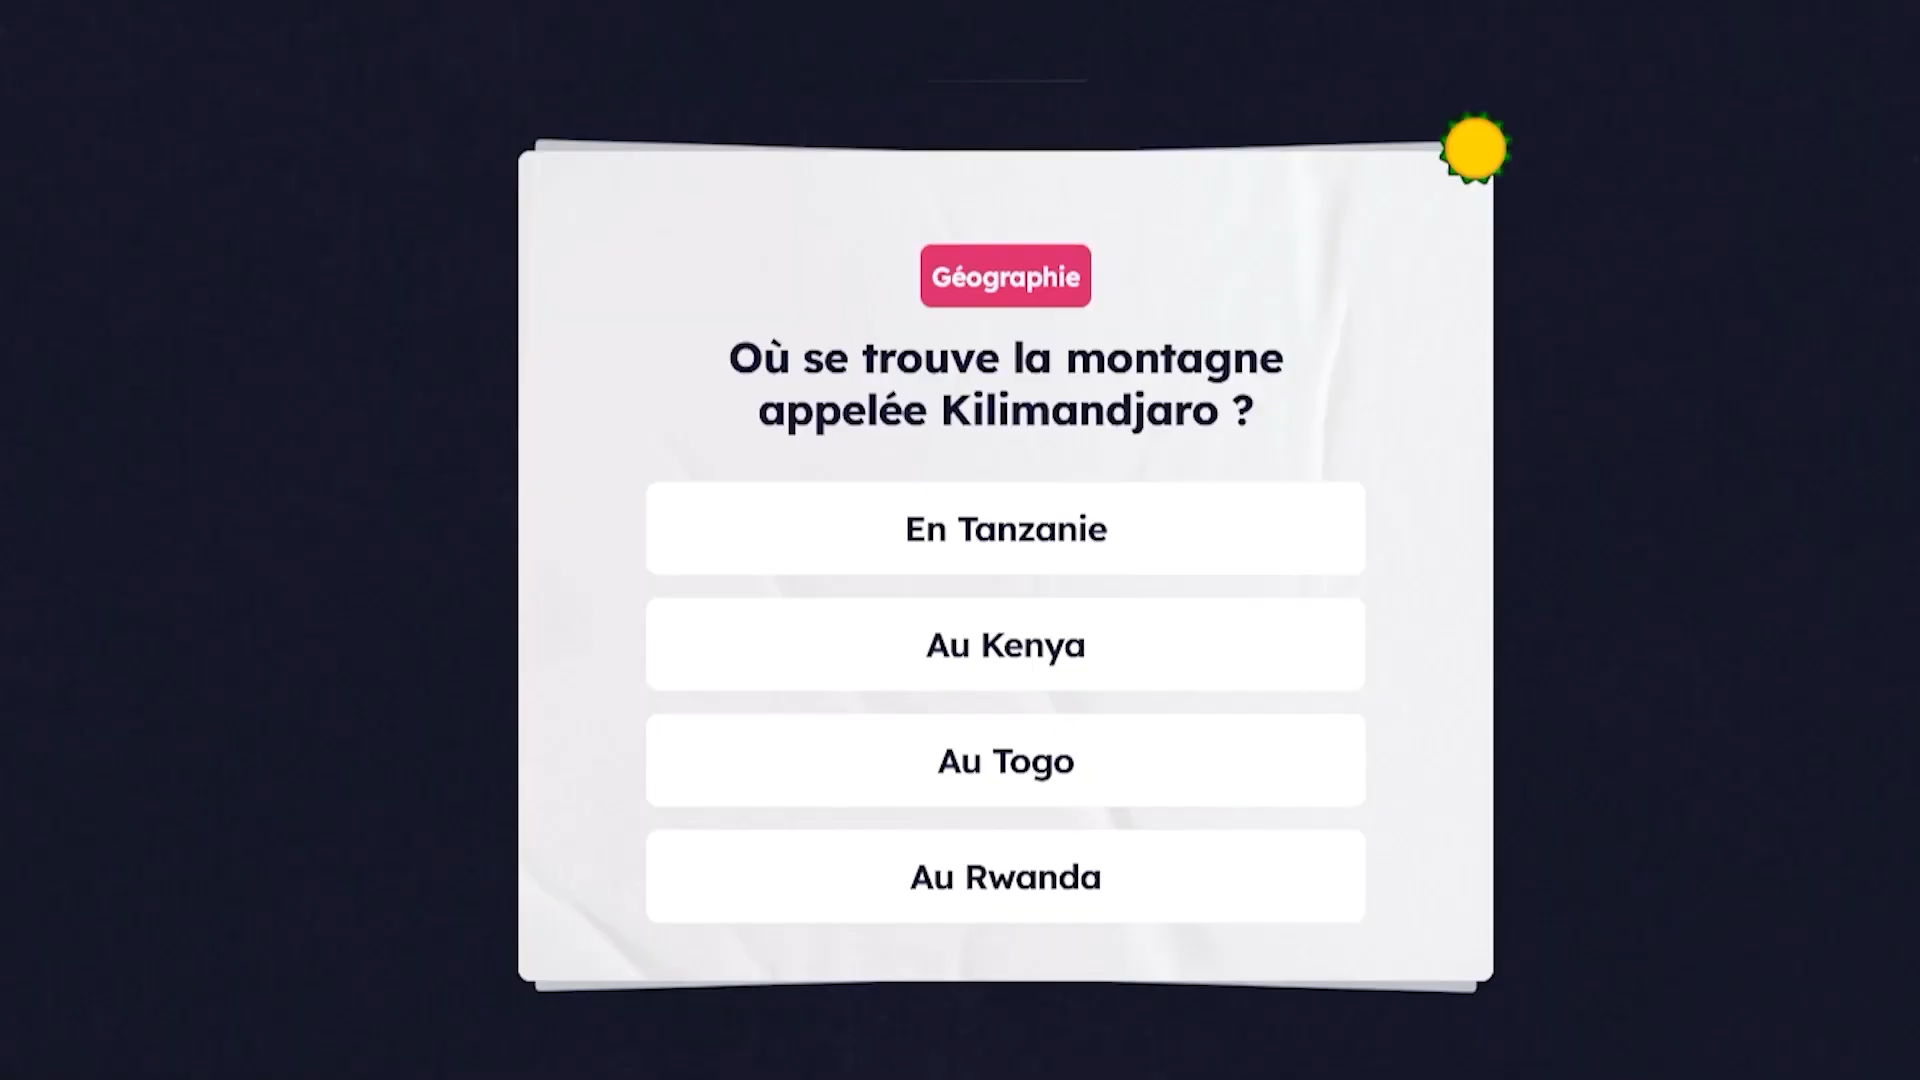 Géographie
Où se trouve la montagne
appelée Kilimandjaro ?
En Tanzanie
Au Kenya
Au Togo
Au Rwanda